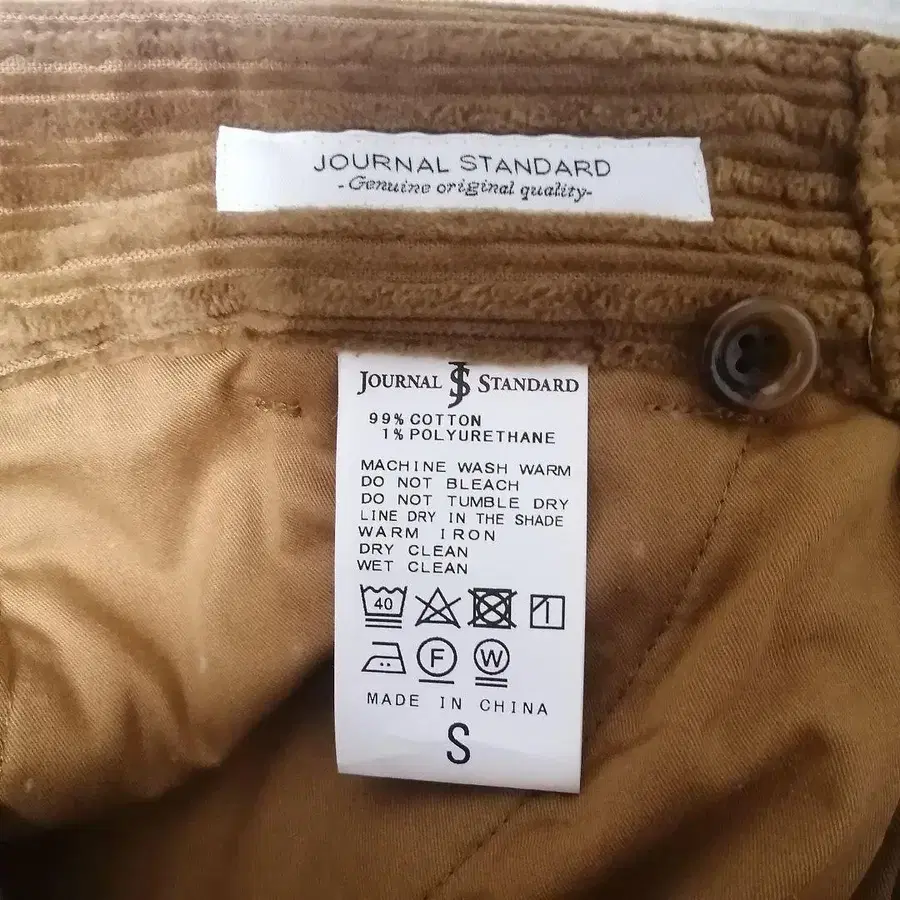 JOURNAL STANDARD
-Genuine original quality-
JOURNAL JS STANDARD
99% COTTON
1% POLYURETHANE
MACHINE WASH WARM
DO NOT BLEACH
DO NOT TUMBLE DRY
LINE DRY IN THE SHADE
WARM IRON
DRY CLEAN
WET CLEAN
40
F W
MADE IN CHINA
S